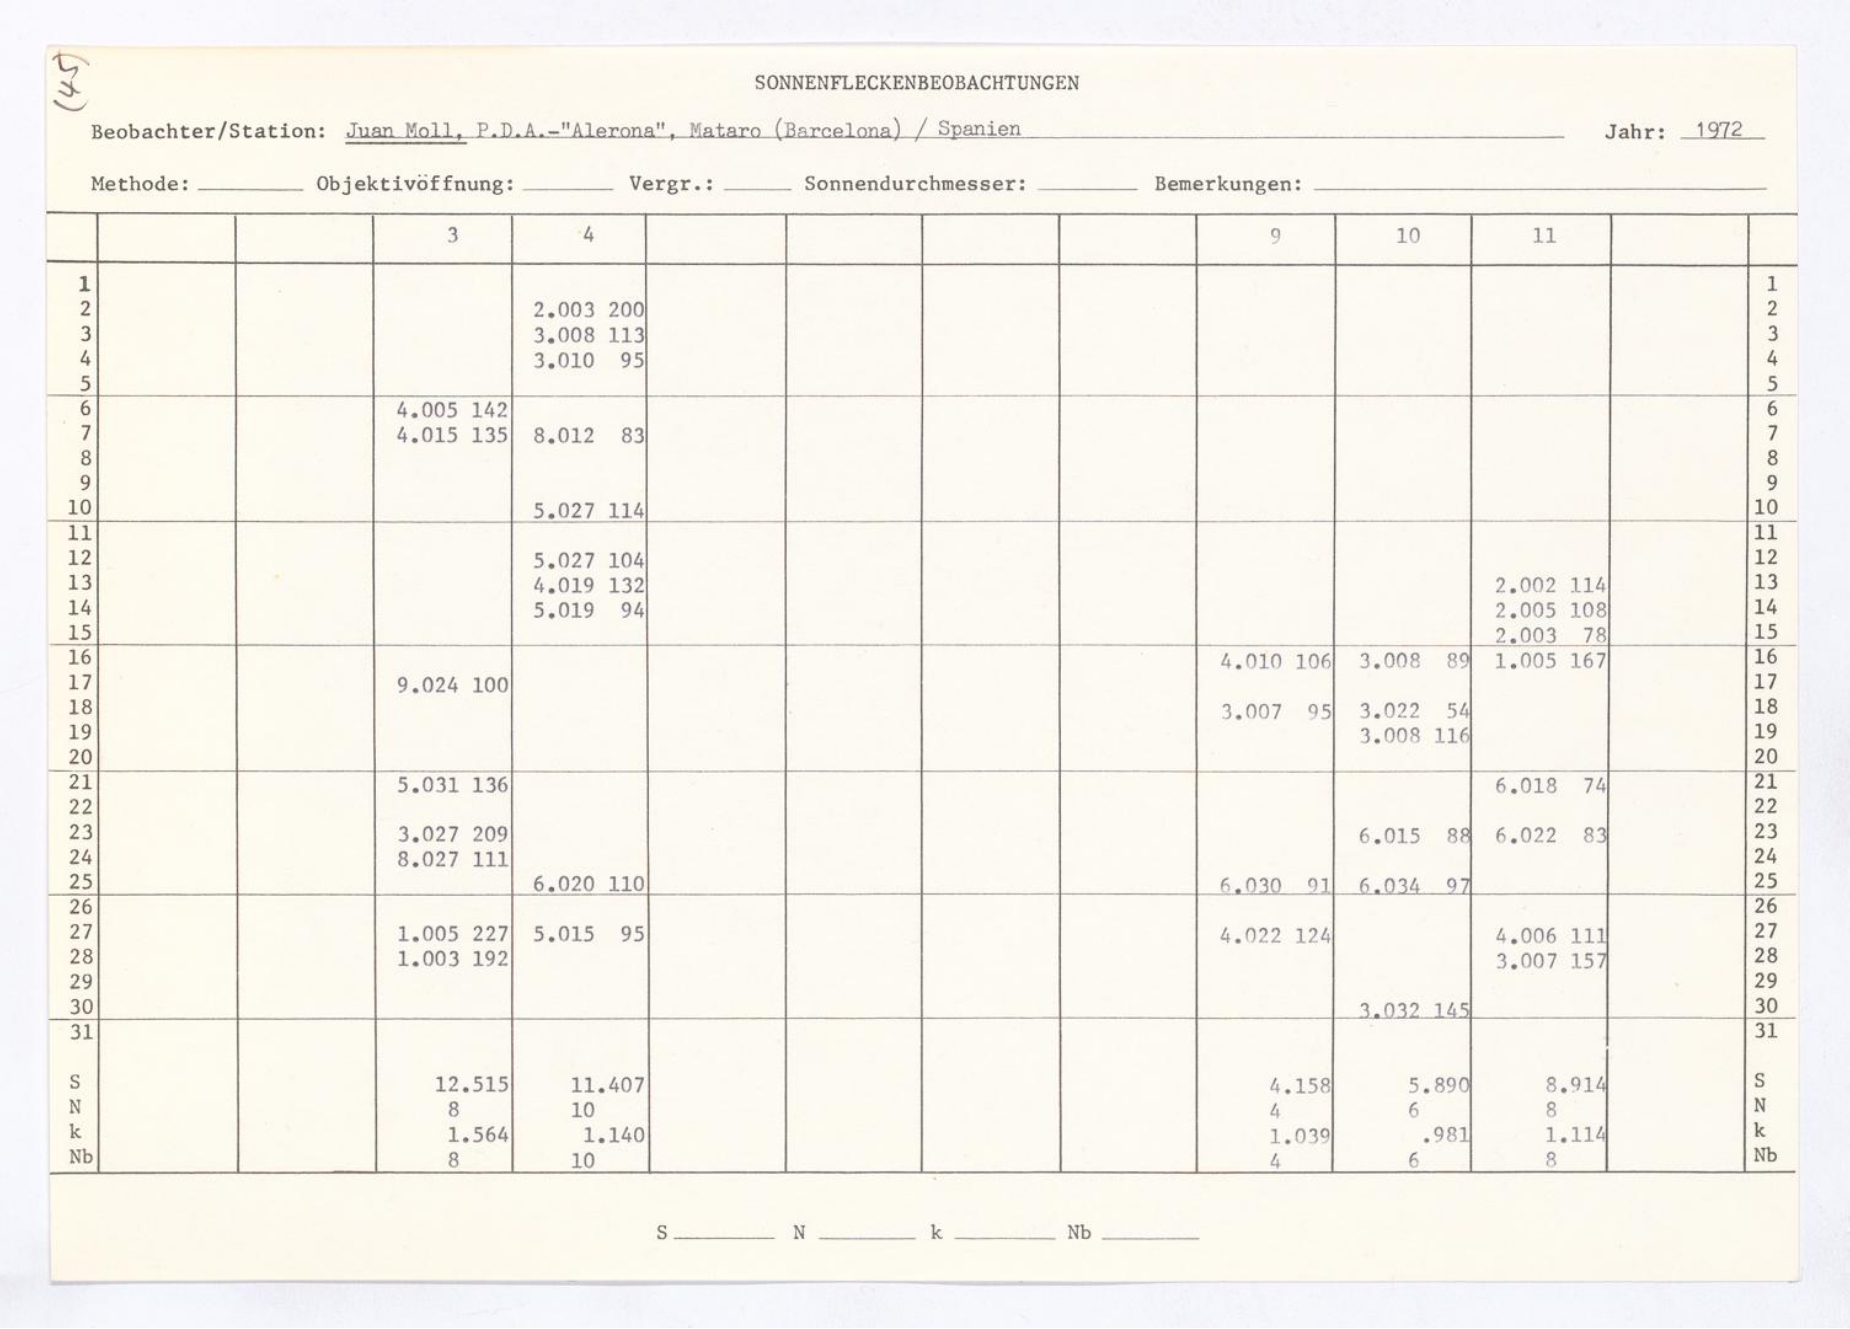 (45)
SONNENFLECKENBEOBACHTUNGEN
Beobachter/Station: Juan Moll, P.D.A.-"Alerona", Mataro (Barcelona) / Spanien Jahr: 1972
Methode: Objektivöffnung: Vergr.: Sonnendurchmesser: Bemerkungen:
3 4 9 10 11
1 1
2 2.003 200 2
3 3.008 113 3
4 3.010 95 4
5 5
6 4.005 142 6
7 4.015 135 8.012 83 7
8 8
9 9
10 5.027 114 10
11 11
12 5.027 104 12
13 4.019 132 2.002 114 13
14 5.019 94 2.005 108 14
15 2.003 78 15
16 4.010 106 3.008 89 1.005 167 16
17 9.024 100 17
18 3.007 95 3.022 54 18
19 3.008 116 19
20 20
21 5.031 136 6.018 74 21
22 22
23 3.027 209 6.015 88 6.022 83 23
24 8.027 111 24
25 6.020 110 6.030 91 6.034 97 25
26 26
27 1.005 227 5.015 95 4.022 124 4.006 111 27
28 1.003 192 3.007 157 28
29 29
30 3.032 145 30
31 31
S 12.515 11.407 4.158 5.890 8.914 S
N 8 10 4 6 8 N
k 1.564 1.140 1.039 .981 1.114 k
Nb 8 10 4 6 8 Nb
S N k Nb